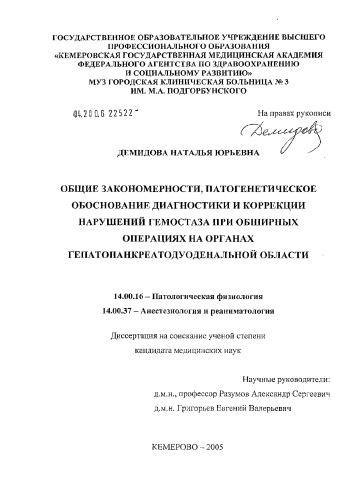 ГОСУДАРСТВЕННОЕ ОБРАЗОВАТЕЛЬНОЕ УЧРЕЖДЕНИЕ ВЫСШЕГО
ПРОФЕССИОНАЛЬНОГО ОБРАЗОВАНИЯ
«КЕМЕРОВСКАЯ ГОСУДАРСТВЕННАЯ МЕДИЦИНСКАЯ АКАДЕМИЯ
ФЕДЕРАЛЬНОГО АГЕНТСТВА ПО ЗДРАВООХРАНЕНИЮ
И СОЦИАЛЬНОМУ РАЗВИТИЮ»
МУЗ ГОРОДСКАЯ КЛИНИЧЕСКАЯ БОЛЬНИЦА № 3
ИМ. М.А. ПОДГОРБУНСКОГО
04.2006 22522
На правах рукописи
Демидова
ДЕМИДОВА НАТАЛЬЯ ЮРЬЕВНА
ОБЩИЕ ЗАКОНОМЕРНОСТИ, ПАТОГЕНЕТИЧЕСКОЕ
ОБОСНОВАНИЕ ДИАГНОСТИКИ И КОРРЕКЦИИ
НАРУШЕНИЙ ГЕМОСТАЗА ПРИ ОБШИРНЫХ
ОПЕРАЦИЯХ НА ОРГАНАХ
ГЕПАТОПАНКРЕАТОДУОДЕНАЛЬНОЙ ОБЛАСТИ
14.00.16 – Патологическая физиология
14.00.37 – Анестезиология и реаниматология
Диссертация на соискание ученой степени
кандидата медицинских наук
Научные руководители:
д.м.н., профессор Разумов Александр Сергеевич
д.м.н. Григорьев Евгений Валерьевич
КЕМЕРОВО – 2005